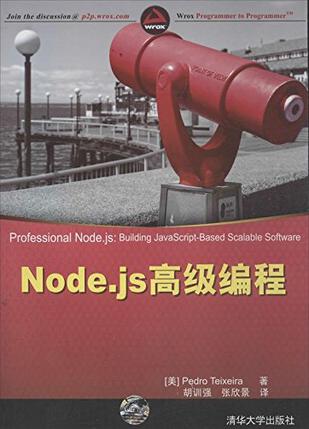 Join the discussion @ p2p.wrox.com
Wrox Programmer to Programmer™
wrox
Professional Node.js: Building JavaScript-Based Scalable Software
Node.js高级编程
[美] Pedro Teixeira 著
胡训强 张欣景 译
清华大学出版社